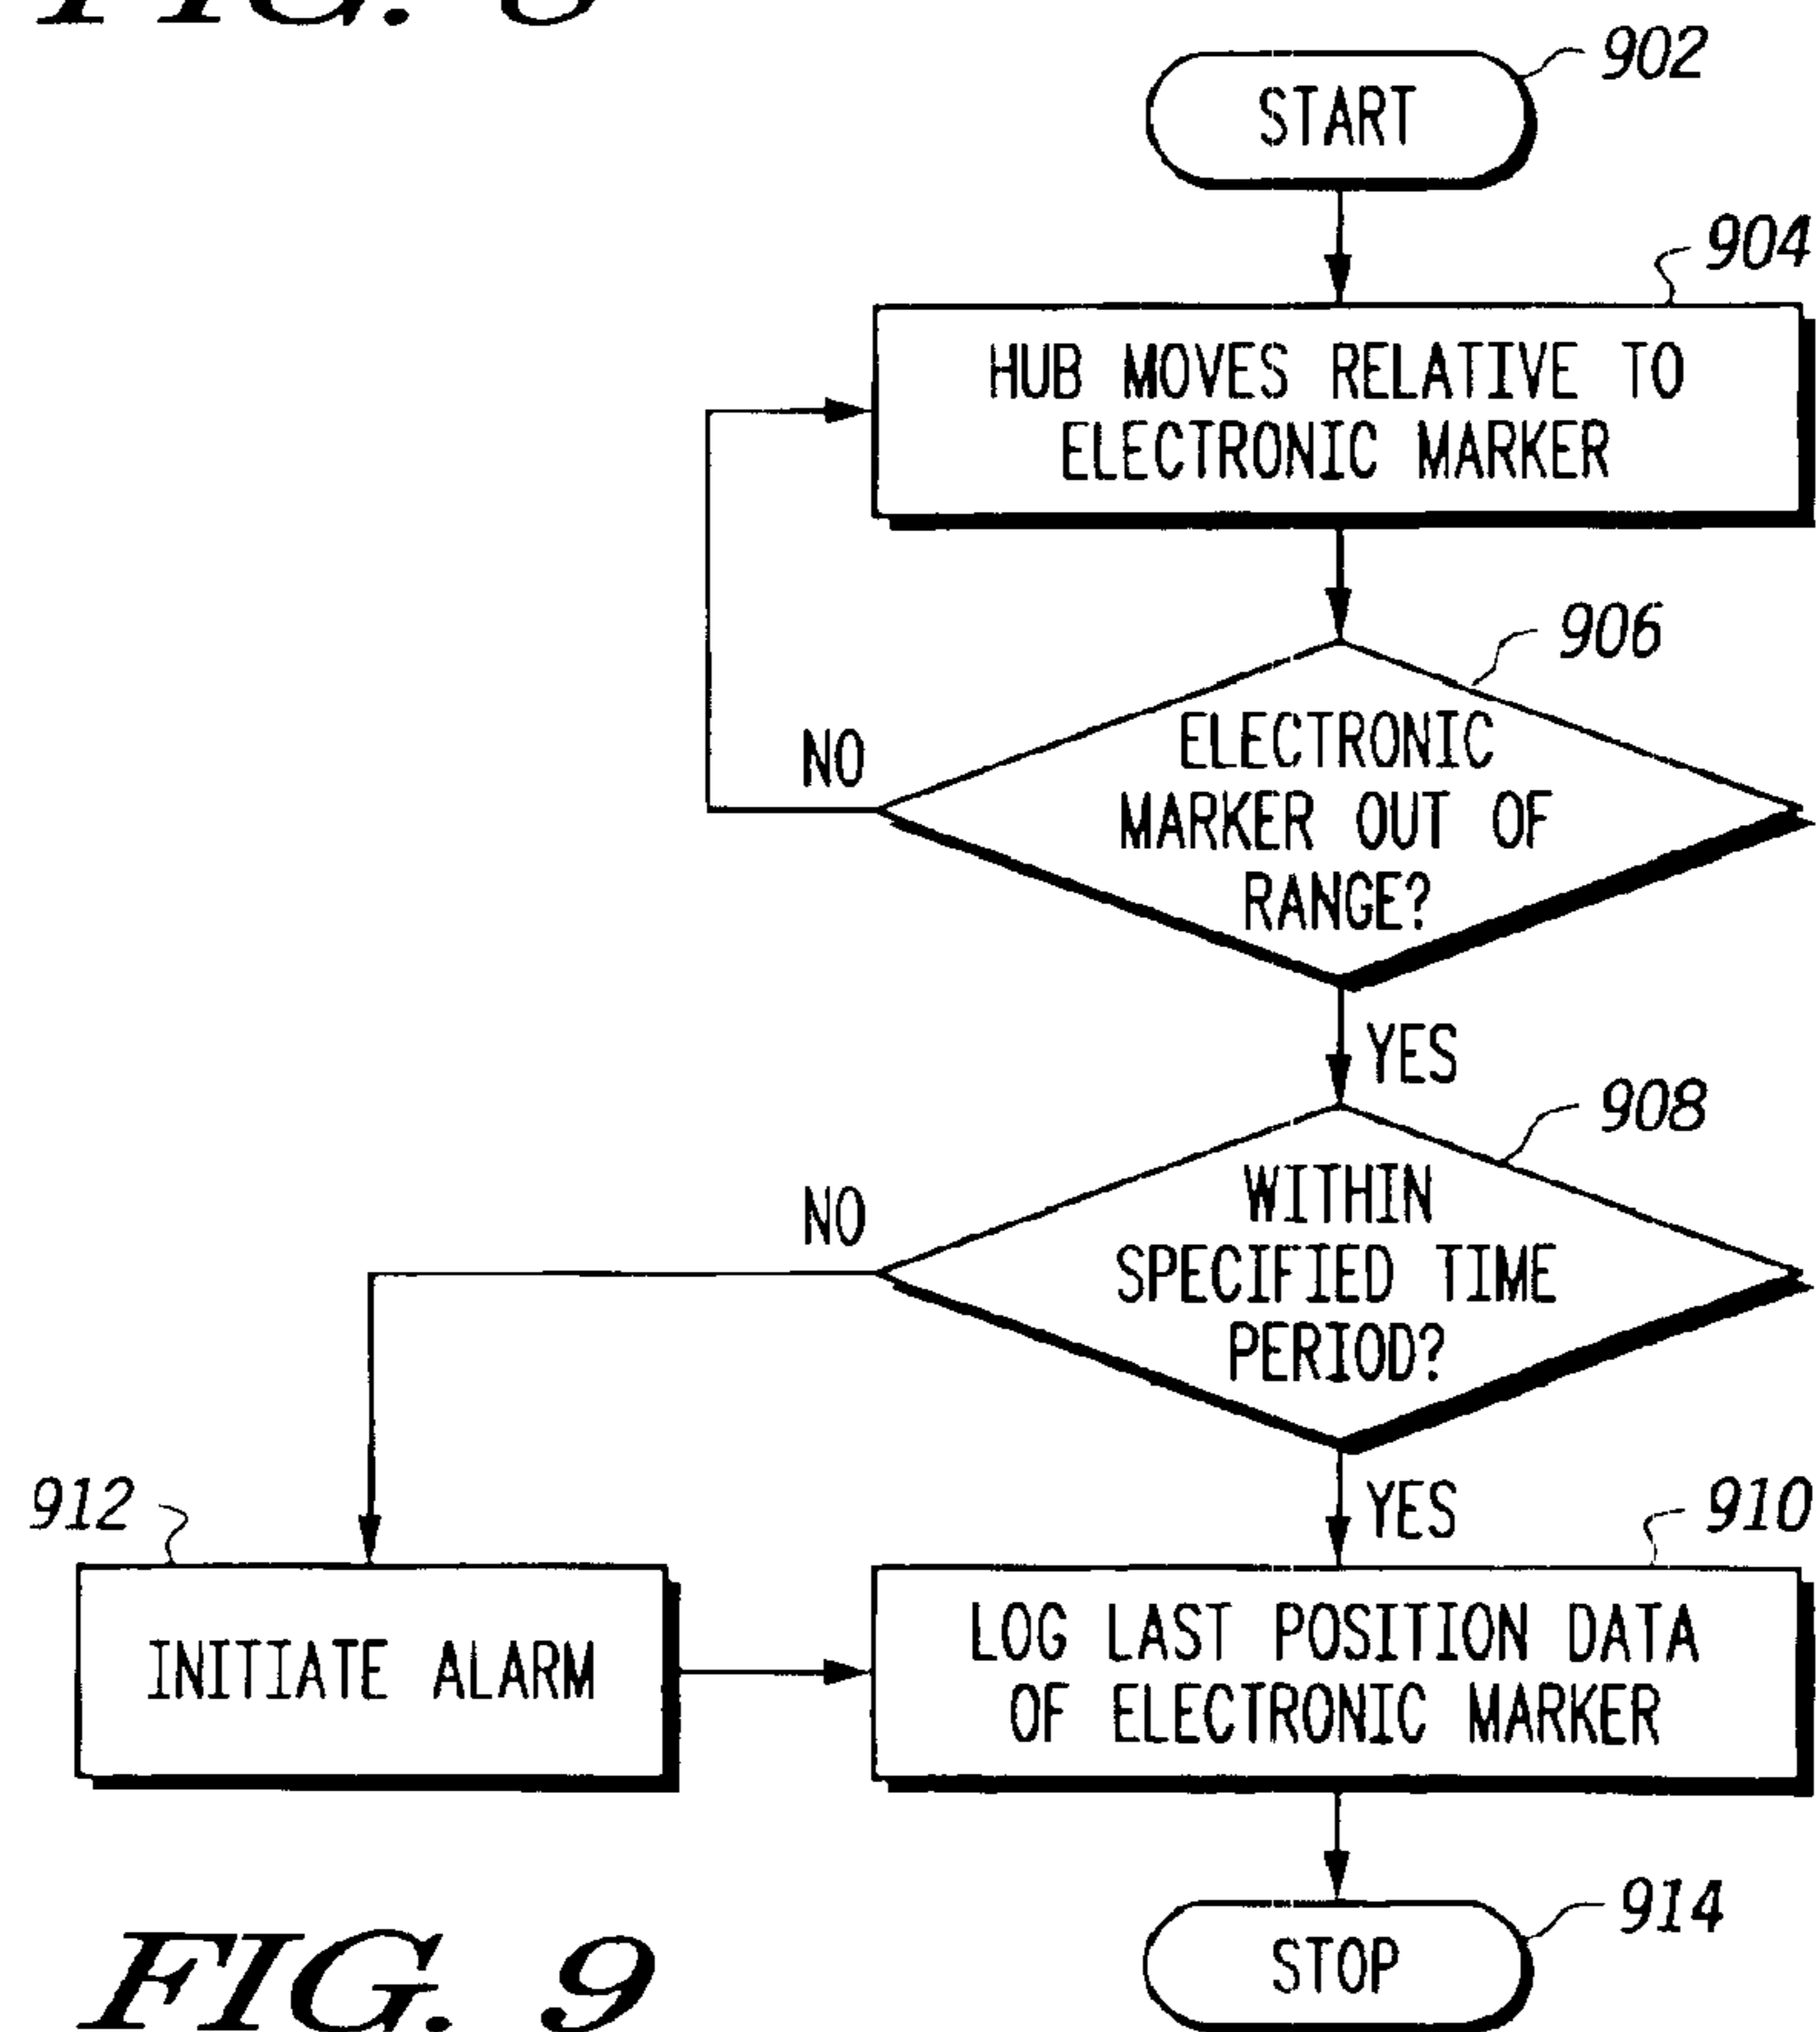 902
START
904
HUB MOVES RELATIVE TO
ELECTRONIC MARKER
906
NO
ELECTRONIC
MARKER OUT OF
RANGE?
YES
908
NO
WITHIN
SPECIFIED TIME
PERIOD?
912
YES
910
INITIATE ALARM
LOG LAST POSITION DATA
OF ELECTRONIC MARKER
914
STOP
FIG. 9